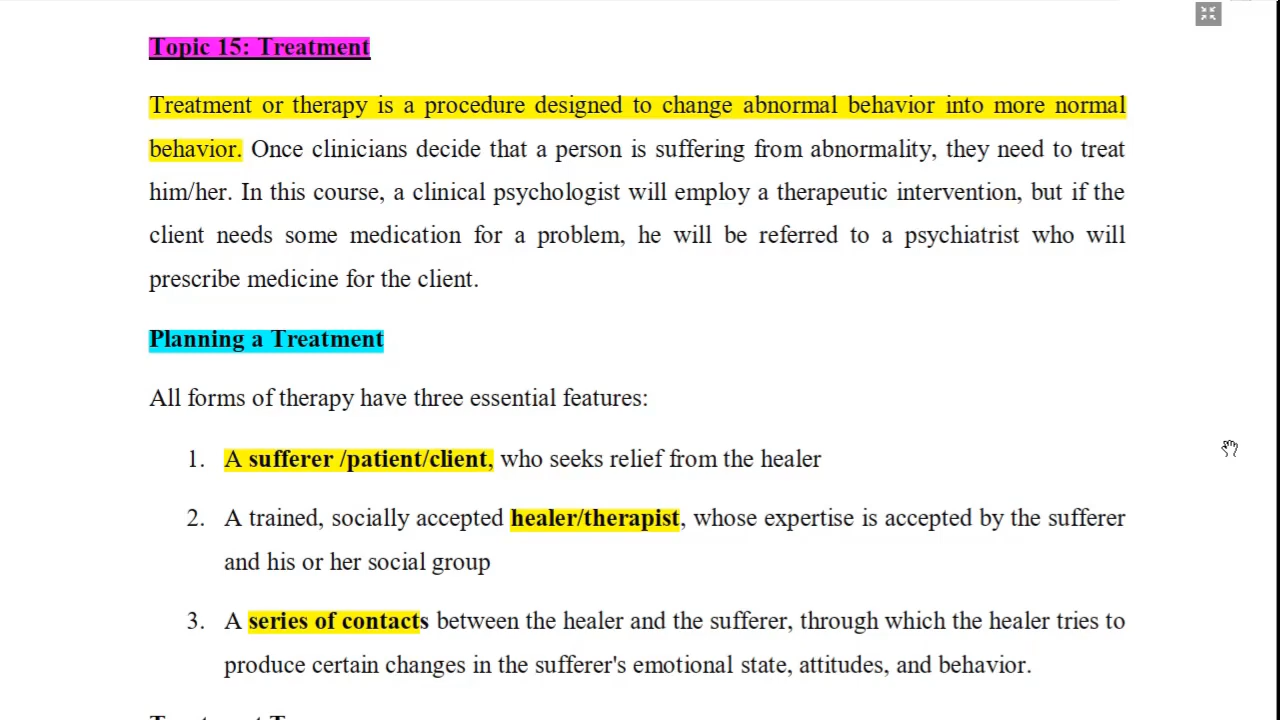 Topic 15: Treatment
Treatment or therapy is a procedure designed to change abnormal behavior into more normal
behavior. Once clinicians decide that a person is suffering from abnormality, they need to treat
him/her. In this course, a clinical psychologist will employ a therapeutic intervention, but if the
client needs some medication for a problem, he will be referred to a psychiatrist who will
prescribe medicine for the client.
Planning a Treatment
All forms of therapy have three essential features:
1. A sufferer /patient/client, who seeks relief from the healer
2. A trained, socially accepted healer/therapist, whose expertise is accepted by the sufferer
and his or her social group
3. A series of contacts between the healer and the sufferer, through which the healer tries to
produce certain changes in the sufferer's emotional state, attitudes, and behavior.